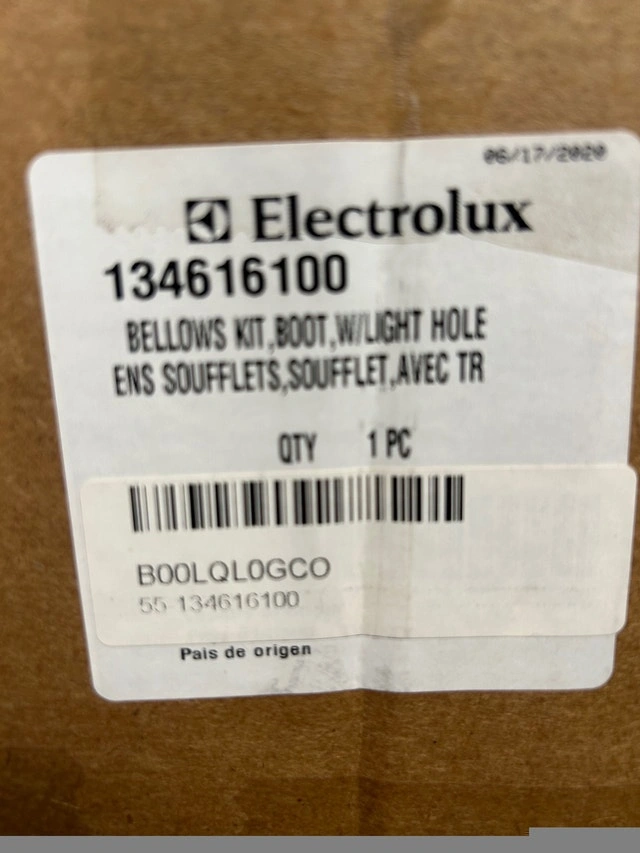 06/17/2020
Electrolux
134616100
BELLOWS KIT,BOOT,W/LIGHT HOLE
ENS SOUFFLETS,SOUFFLET,AVEC TR
QTY 1 PC
B00LQL0GCO
55 134616100
Pais de origen